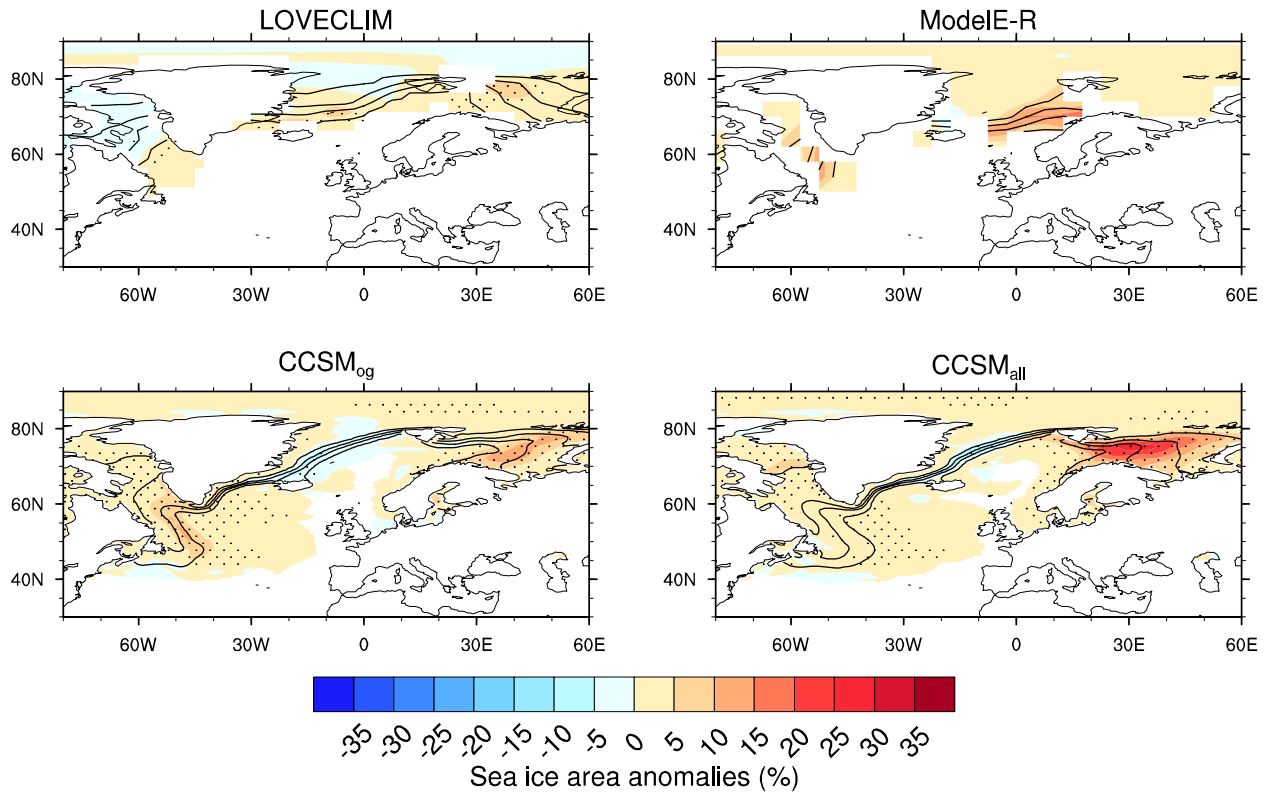 LOVECLIM
ModelE-R
80N
60N
40N
60W 30W 0 30E 60E
80N
60N
40N
60W 30W 0 30E 60E
CCSMog
CCSMall
80N
60N
40N
60W 30W 0 30E 60E
80N
60N
40N
60W 30W 0 30E 60E
-35 -30 -25 -20 -15 -10 -5 0 5 10 15 20 25 30 35
Sea ice area anomalies (%)